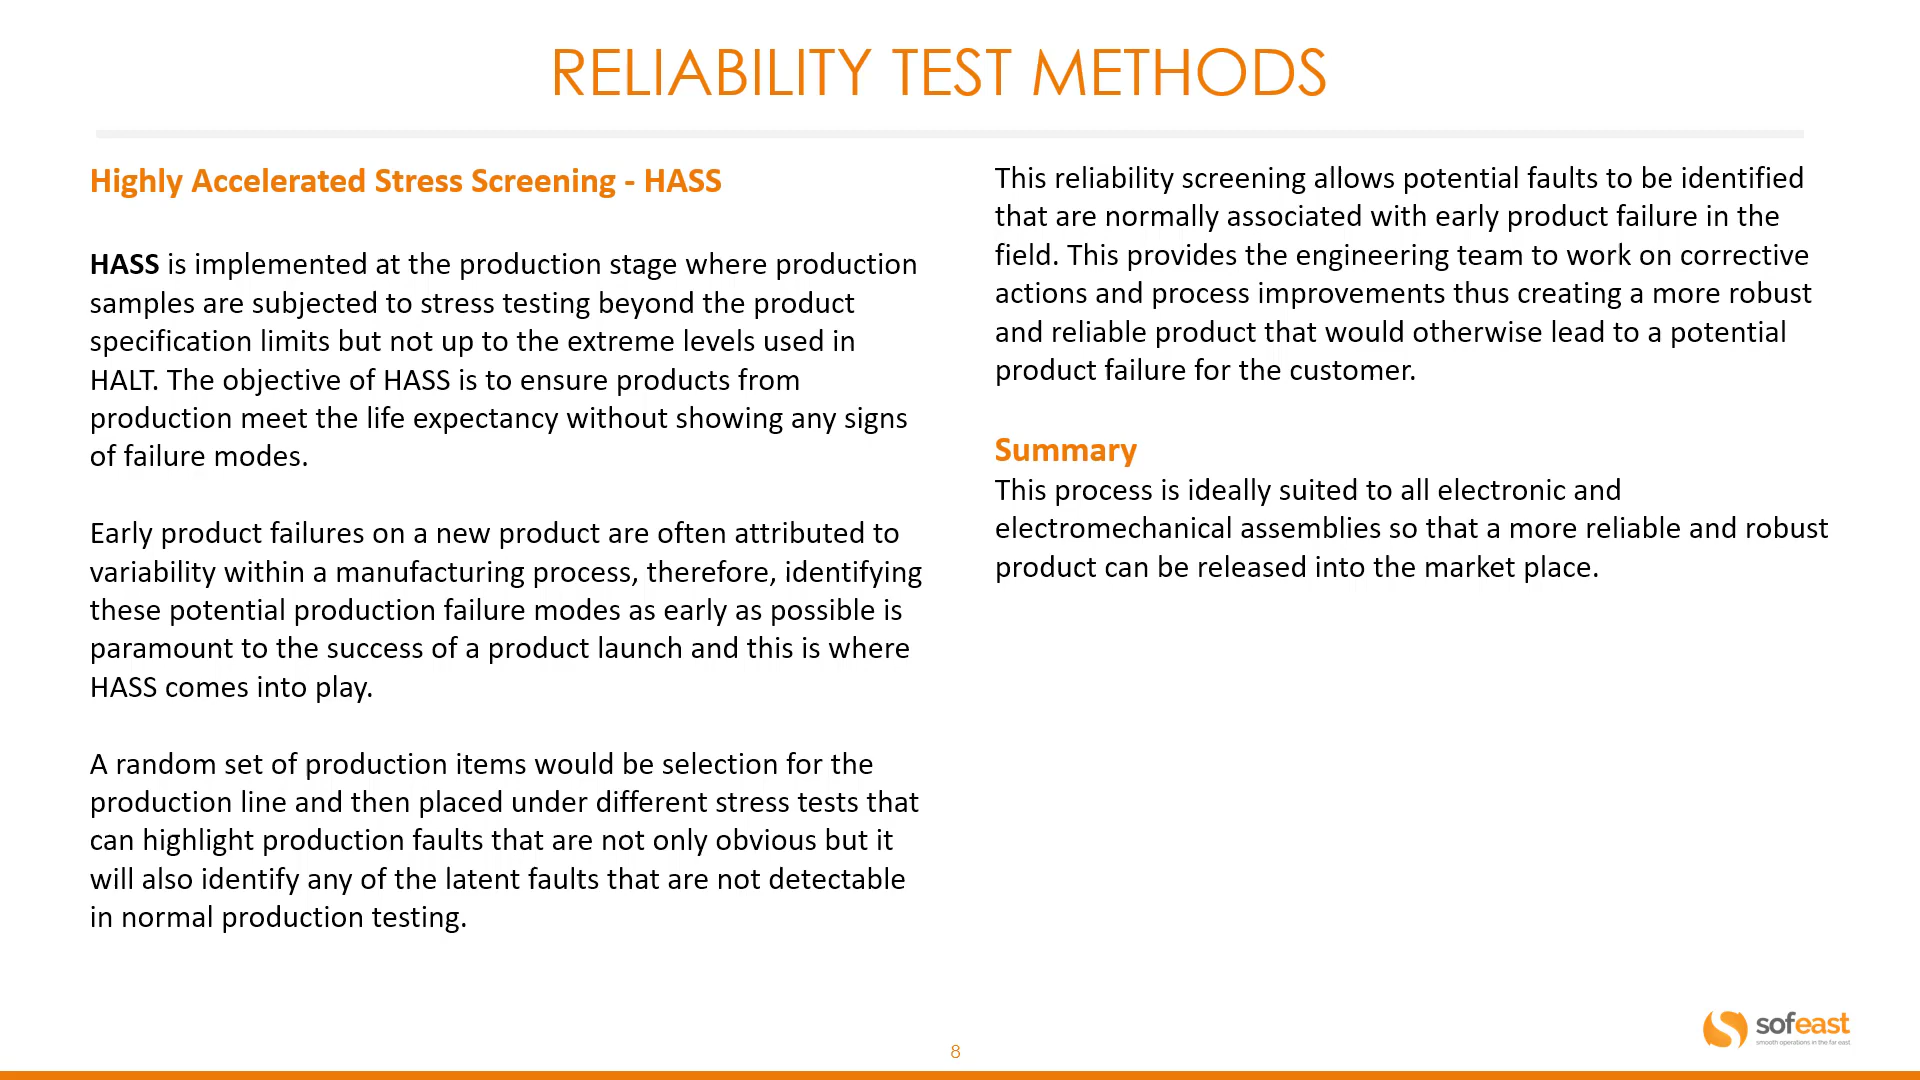 RELIABILITY TEST METHODS
Highly Accelerated Stress Screening - HASS
HASS is implemented at the production stage where production
samples are subjected to stress testing beyond the product
specification limits but not up to the extreme levels used in
HALT. The objective of HASS is to ensure products from
production meet the life expectancy without showing any signs
of failure modes.
Early product failures on a new product are often attributed to
variability within a manufacturing process, therefore, identifying
these potential production failure modes as early as possible is
paramount to the success of a product launch and this is where
HASS comes into play.
A random set of production items would be selection for the
production line and then placed under different stress tests that
can highlight production faults that are not only obvious but it
will also identify any of the latent faults that are not detectable
in normal production testing.
This reliability screening allows potential faults to be identified
that are normally associated with early product failure in the
field. This provides the engineering team to work on corrective
actions and process improvements thus creating a more robust
and reliable product that would otherwise lead to a potential
product failure for the customer.
Summary
This process is ideally suited to all electronic and
electromechanical assemblies so that a more reliable and robust
product can be released into the market place.
sofeast
smooth operations in the far east
8